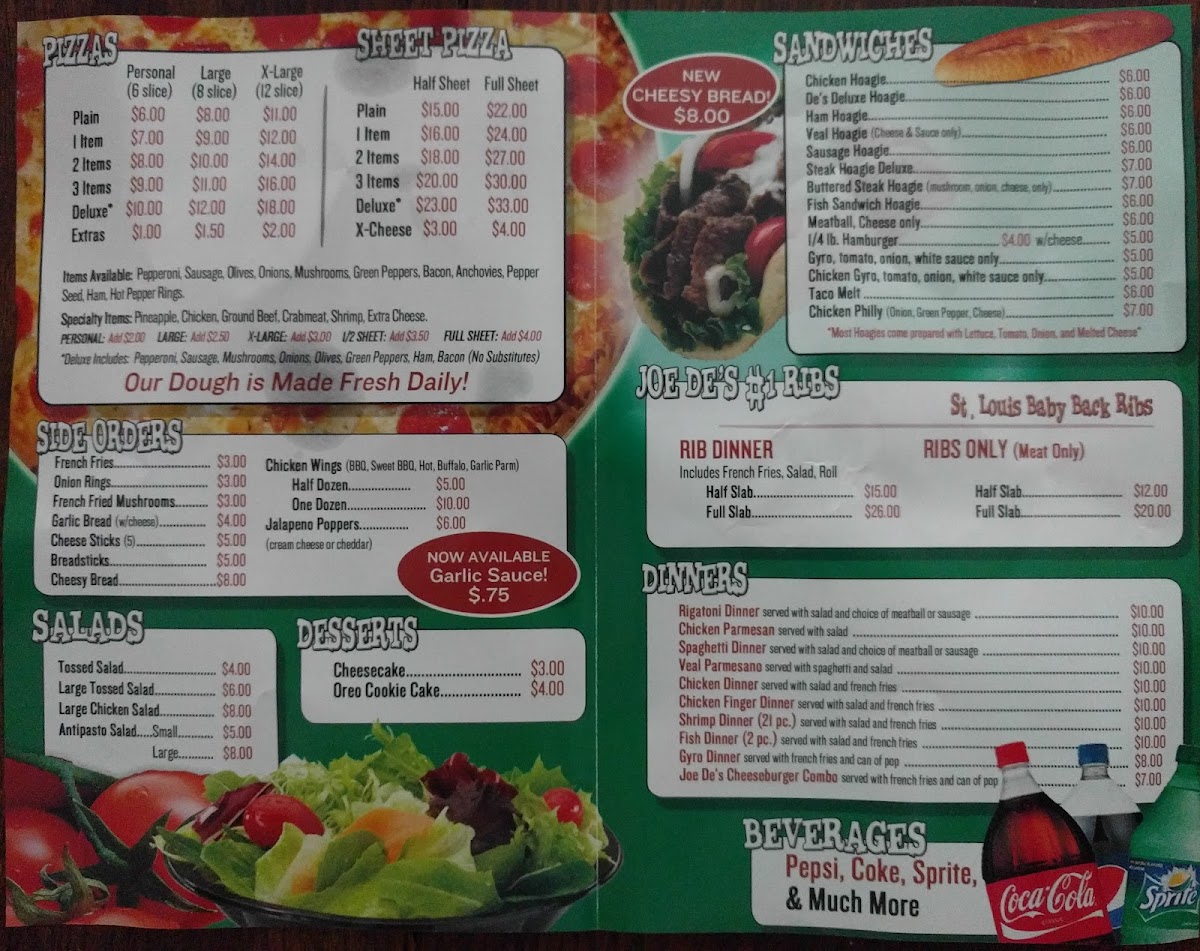 PIZZAS
Personal Large X-Large
(6 slice) (8 slice) (12 slice)
Plain $6.00 $8.00 $11.00
1 Item $7.00 $9.00 $12.00
2 Items $8.00 $10.00 $14.00
3 Items $9.00 $11.00 $16.00
Deluxe* $10.00 $12.00 $18.00
Extras $1.00 $1.50 $2.00
SHEET PIZZA
Half Sheet Full Sheet
Plain $15.00 $22.00
1 Item $16.00 $24.00
2 Items $18.00 $27.00
3 Items $20.00 $30.00
Deluxe* $23.00 $33.00
X-Cheese $3.00 $4.00
Items Available: Pepperoni, Sausage, Olives, Onions, Mushrooms, Green Peppers, Bacon, Anchovies, Pepper
Seed, Ham, Hot Pepper Rings.
Specialty Items: Pineapple, Chicken, Ground Beef, Crabmeat, Shrimp, Extra Cheese.
PERSONAL: Add $2.00 LARGE: Add $2.50 X-LARGE: Add $3.00 1/2 SHEET: Add $3.50 FULL SHEET: Add $4.00
*Deluxe Includes: Pepperoni, Sausage, Mushrooms, Onions, Olives, Green Peppers, Ham, Bacon (No Substitutes)
Our Dough is Made Fresh Daily!
SIDE ORDERS
French Fries $3.00
Onion Rings $3.00
French Fried Mushrooms $3.00
Garlic Bread (w/cheese) $4.00
Cheese Sticks (5) $5.00
Breadsticks $5.00
Cheesy Bread $8.00
Chicken Wings (BBQ, Sweet BBQ, Hot, Buffalo, Garlic Parm)
Half Dozen $5.00
One Dozen $10.00
Jalapeno Poppers $6.00
(cream cheese or cheddar)
NOW AVAILABLE
Garlic Sauce!
$.75
SALADS
Tossed Salad $4.00
Large Tossed Salad $6.00
Large Chicken Salad $8.00
Antipasto Salad.....Small $5.00
Large $8.00
DESSERTS
Cheesecake $3.00
Oreo Cookie Cake $4.00
NEW
CHEESY BREAD!
$8.00
SANDWICHES
Chicken Hoagie $6.00
De's Deluxe Hoagie $6.00
Ham Hoagie $6.00
Veal Hoagie (Cheese & Sauce only) $6.00
Sausage Hoagie $6.00
Steak Hoagie Deluxe $7.00
Buttered Steak Hoagie (mushroom, onion, cheese, only) $7.00
Fish Sandwich Hoagie $6.00
Meatball, Cheese only $6.00
1/4 lb. Hamburger $4.00 w/cheese $5.00
Gyro, tomato, onion, white sauce only $5.00
Chicken Gyro, tomato, onion, white sauce only $5.00
Taco Melt $6.00
Chicken Philly (Onion, Green Pepper, Cheese) $7.00
"Most Hoagies come prepared with Lettuce, Tomato, Onion, and Melted Cheese"
JOE DE'S #1 RIBS
St. Louis Baby Back Ribs
RIB DINNER
Includes French Fries, Salad, Roll
Half Slab $15.00
Full Slab $26.00
RIBS ONLY (Meat Only)
Half Slab $12.00
Full Slab $20.00
DINNERS
Rigatoni Dinner served with salad and choice of meatball or sausage $10.00
Chicken Parmesan served with salad $10.00
Spaghetti Dinner served with salad and choice of meatball or sausage $10.00
Veal Parmesano served with spaghetti and salad $10.00
Chicken Dinner served with salad and french fries $10.00
Chicken Finger Dinner served with salad and french fries $10.00
Shrimp Dinner (21 pc.) served with salad and french fries $10.00
Fish Dinner (2 pc.) served with salad and french fries $10.00
Gyro Dinner served with french fries and can of pop $8.00
Joe De's Cheeseburger Combo served with french fries and can of pop $7.00
BEVERAGES
Pepsi, Coke, Sprite,
& Much More
Coca-Cola
Sprite